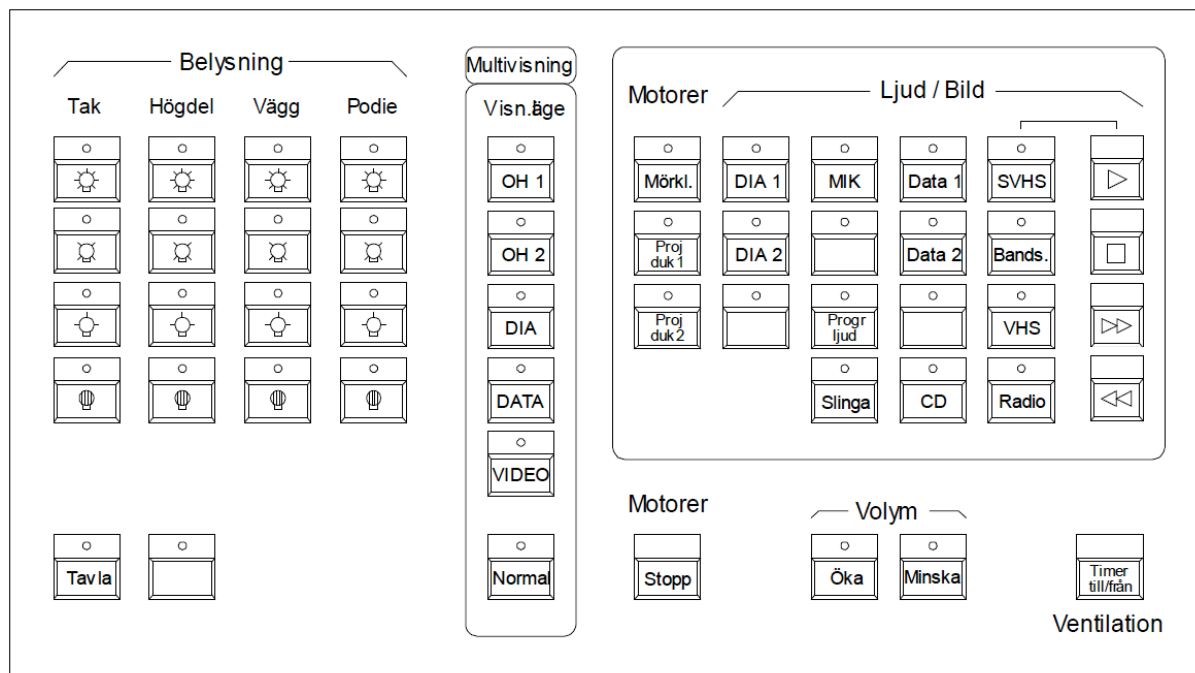 Belysning
Tak Högdel Vägg Podie
Tavla
Multivisning
Visn.läge
OH 1
OH 2
DIA
DATA
VIDEO
Normal
Motorer Ljud / Bild
Mörkl. DIA 1 MIK Data 1 SVHS
Proj
duk 1
DIA 2 Data 2 Bands.
Proj
duk 2
Progr
ljud
VHS
Slinga CD Radio
Motorer
Stopp
Volym
Öka Minska
Timer
till/från
Ventilation